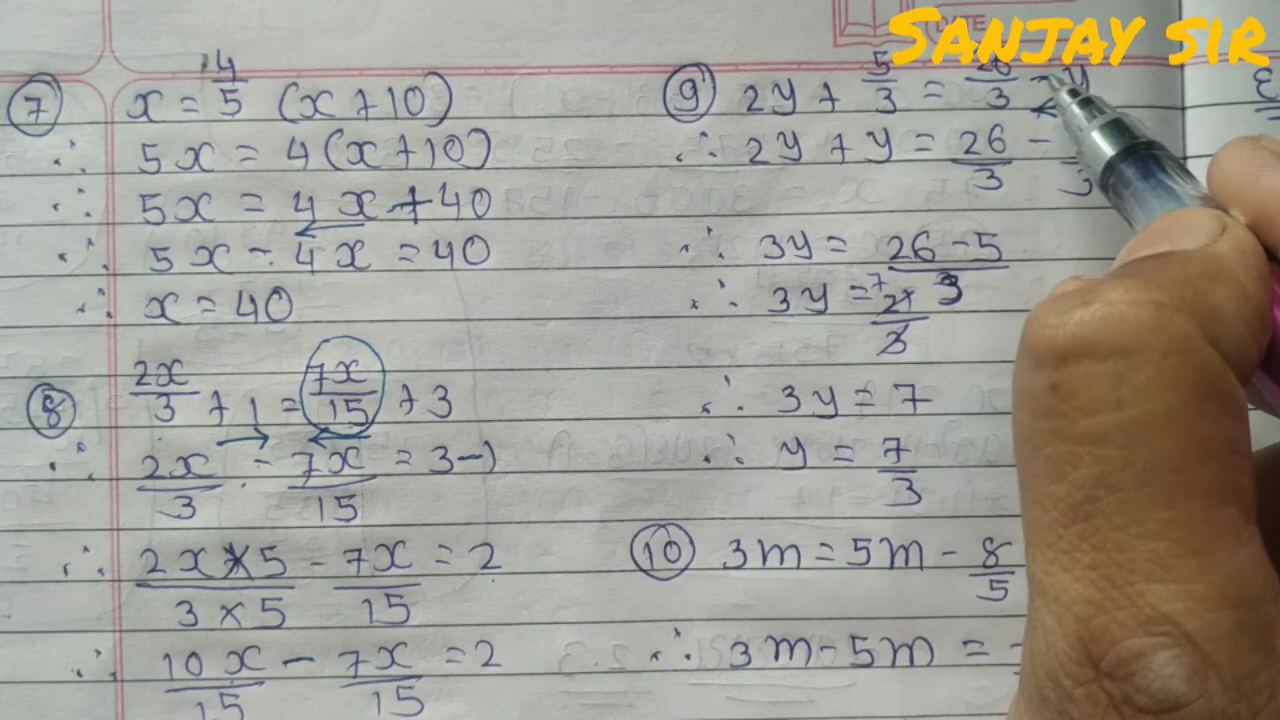 SANJAY SIR
DATE
⑦ x = 4/5 (x+10)
∴ 5x = 4(x+10)
∴ 5x = 4x + 40
∴ 5x - 4x = 40
∴ x = 40
⑧ 2x/3 + 1 = 7x/15 + 3
∴ 2x/3 - 7x/15 = 3-1
∴ 2x×5/3×5 - 7x/15 = 2
∴ 10x/15 - 7x/15 = 2
⑨ 2y + 5/3 = 26/3 - y
∴ 2y + y = 26/3 -
∴ 3y = 26-5/3
∴ 3y = 7 21/3
∴ 3y = 7
∴ y = 7/3
⑩ 3m = 5m - 8/5
∴ 3m - 5m = -